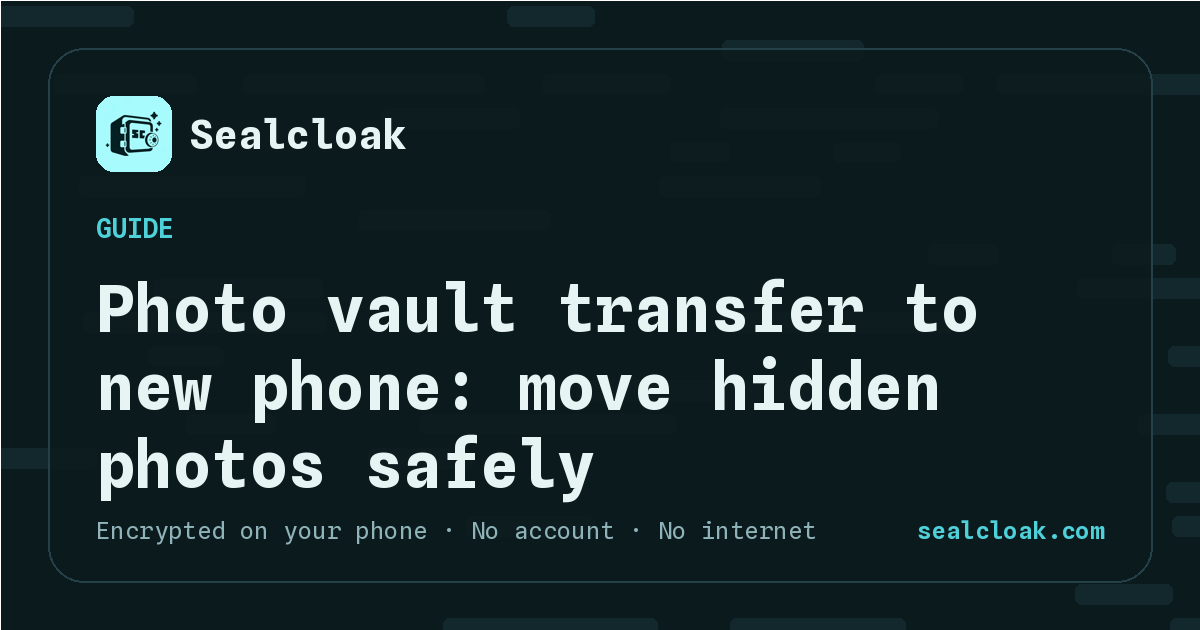 Sealcloak
GUIDE
Photo vault transfer to
new phone: move hidden
photos safely
Encrypted on your phone · No account · No internet
sealcloak.com